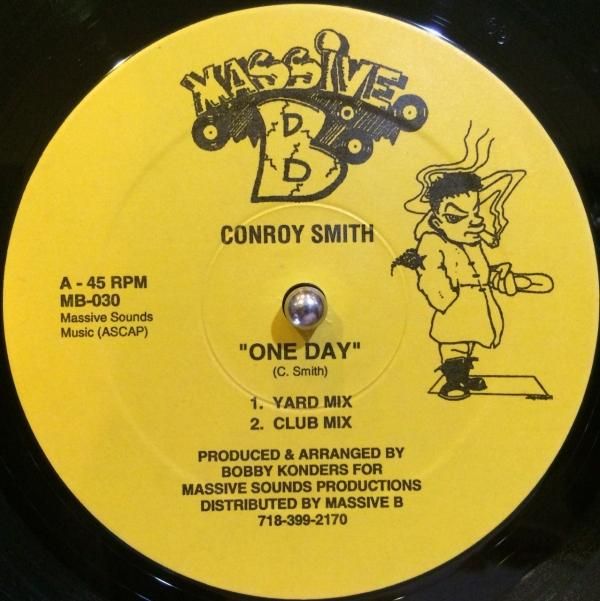 MASSIVE
B
CONROY SMITH
A - 45 RPM
MB-030
Massive Sounds
Music (ASCAP)
"ONE DAY"
(C. Smith)
1. YARD MIX
2. CLUB MIX
PRODUCED & ARRANGED BY
BOBBY KONDERS FOR
MASSIVE SOUNDS PRODUCTIONS
DISTRIBUTED BY MASSIVE B
718-399-2170